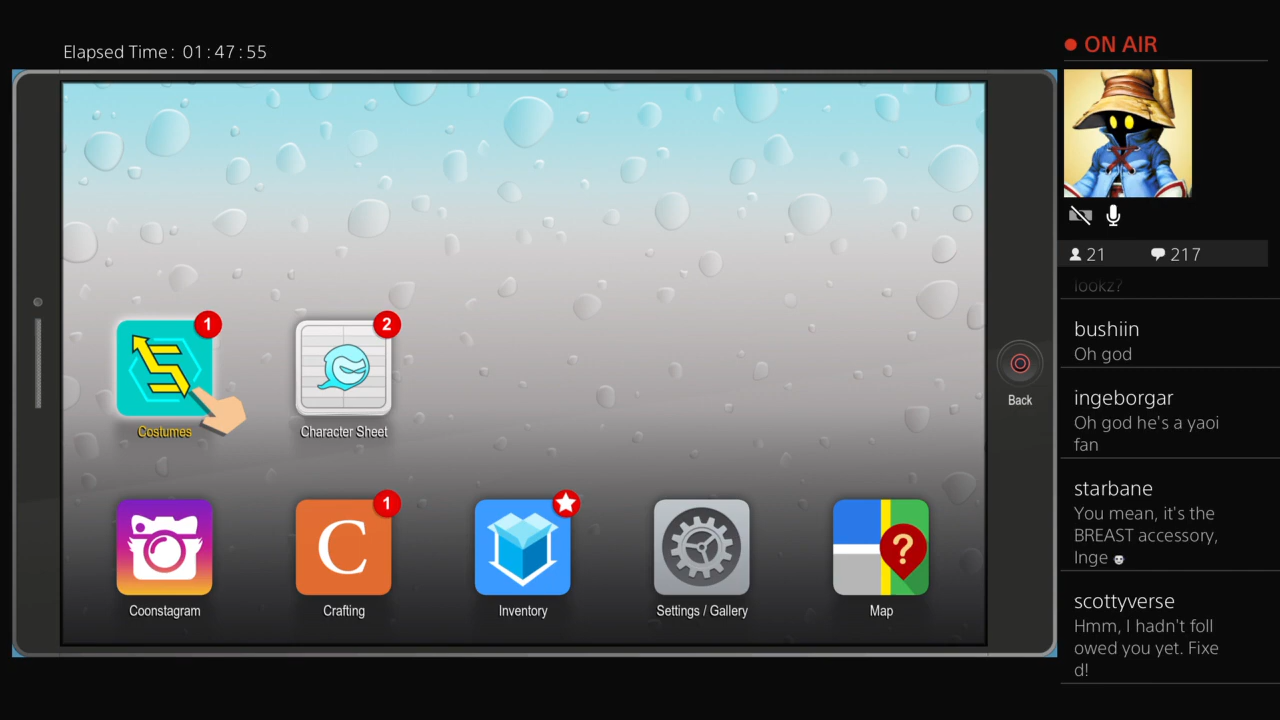 Elapsed Time: 01:47:55
ON AIR
21 217
lookz?
bushiin
Oh god
ingeborgar
Oh god he's a yaoi
fan
starbane
You mean, it's the
BREAST accessory,
Inge
scottyverse
Hmm, I hadn't foll
owed you yet. Fixe
d!
1
2
Costumes
Character Sheet
Back
1
C
?
Coonstagram
Crafting
Inventory
Settings / Gallery
Map